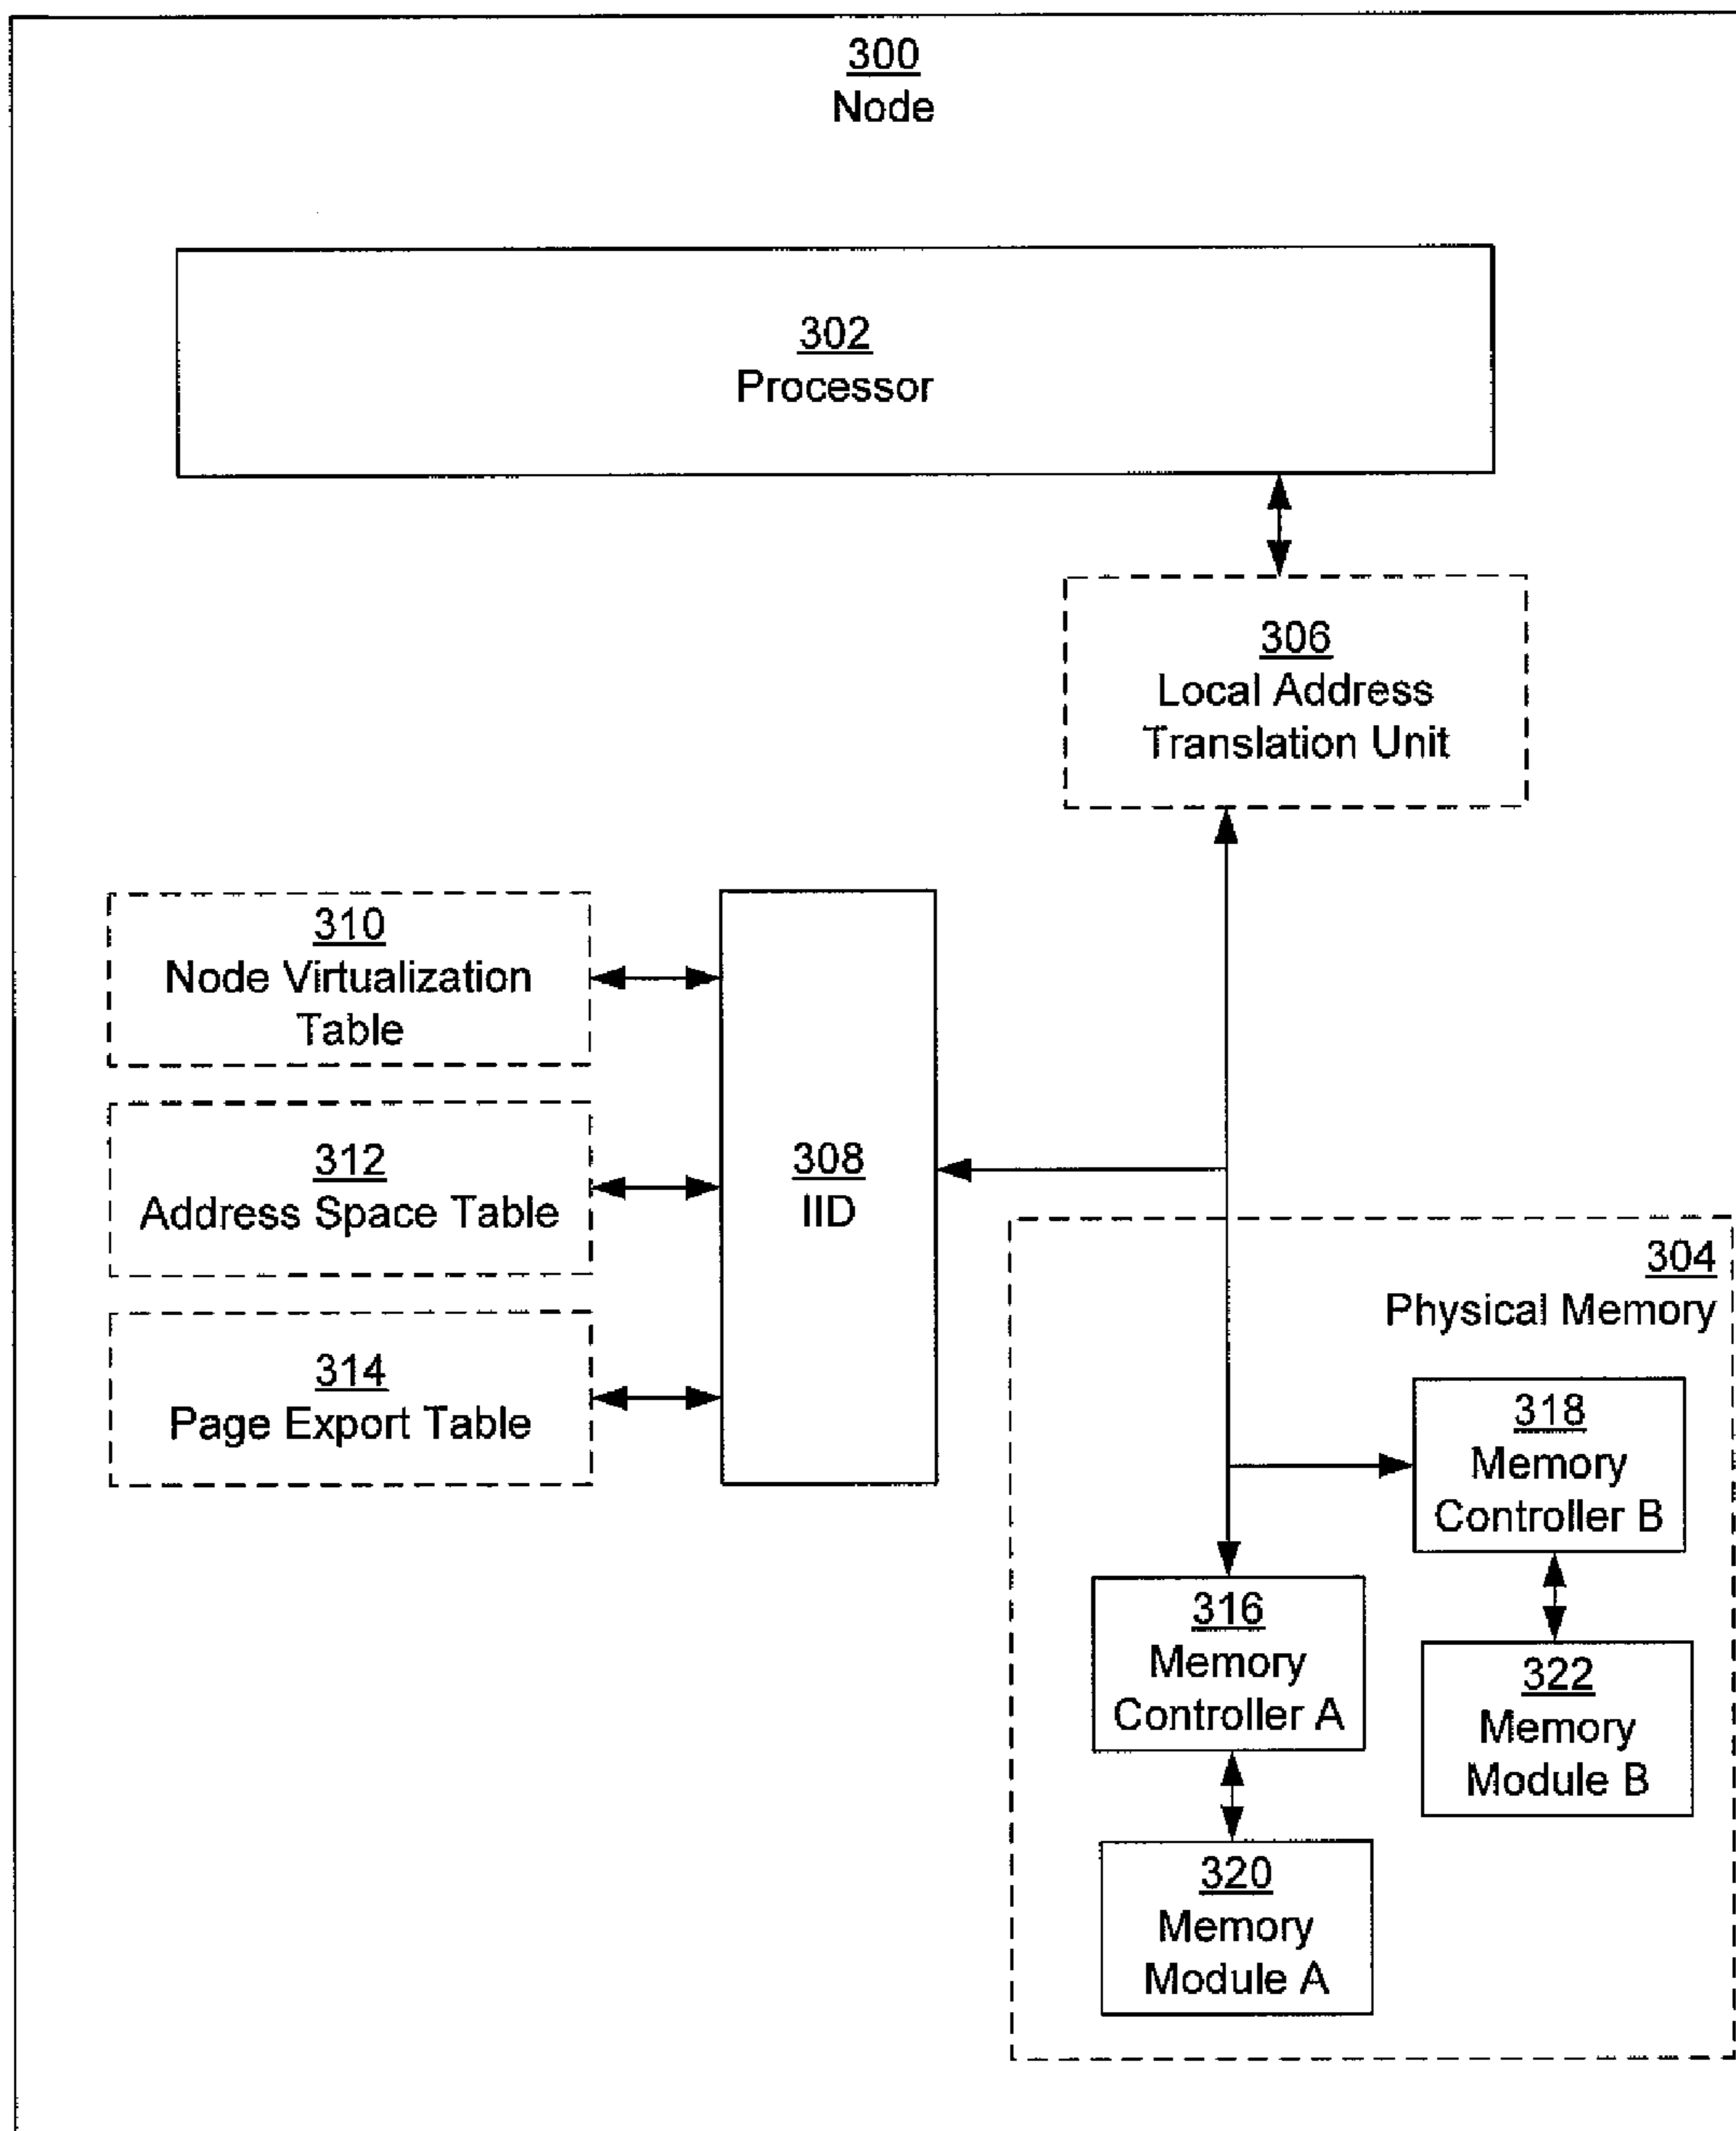 300
Node
302
Processor
306
Local Address
Translation Unit
310
Node Virtualization
Table
312
Address Space Table
314
Page Export Table
308
IID
304
Physical Memory
318
Memory
Controller B
316
Memory
Controller A
322
Memory
Module B
320
Memory
Module A